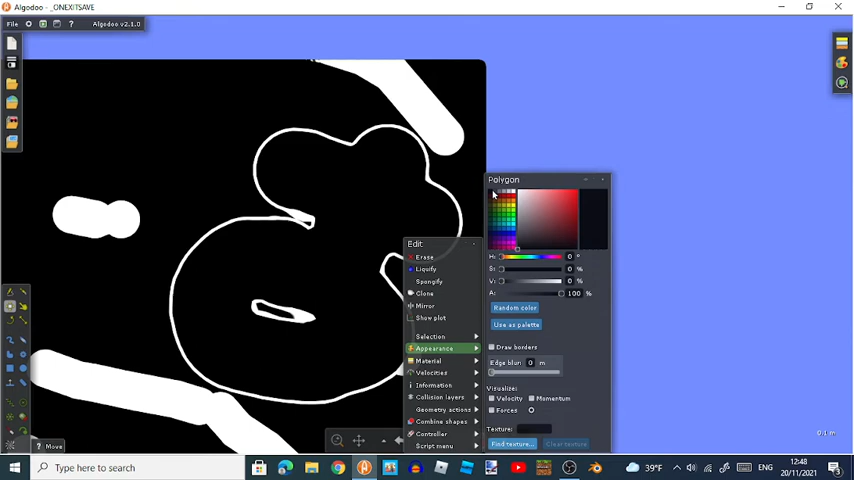 Algodoo - _ONEXITSAVE
File ? Algodoo v2.1.0
Polygon
H: 0 °
S: 0 %
V: 0 %
A: 100 %
Random color
Use as palette
Draw borders
Edge blur: 0 m
Visualize:
Velocity Momentum
Forces
Texture:
Find texture... Clear texture
Edit
Erase
Liquify
Spongify
Clone
Mirror
Show plot
Selection
Appearance
Material
Velocities
Information
Collision layers
Geometry actions
Combine shapes
Controller
Script menu
? Move
0.1 m
Type here to search
39°F
ENG
12:48
20/11/2021
3